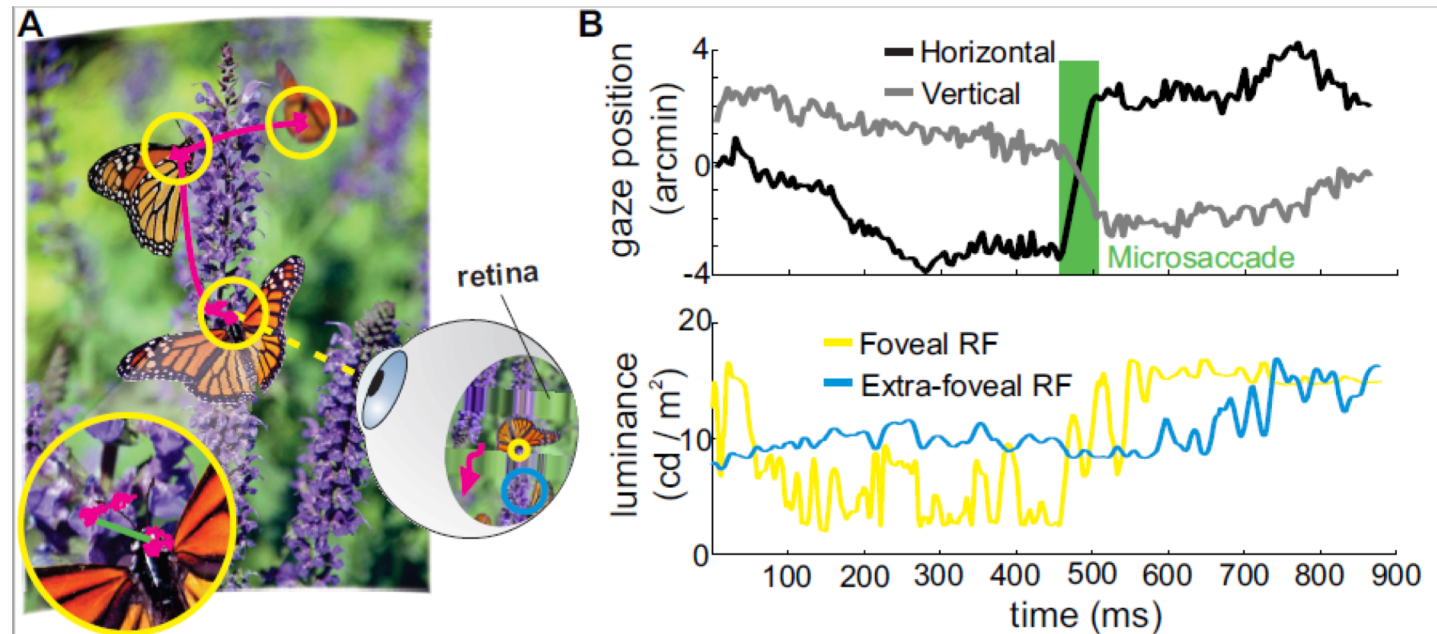 A
retina
B
gaze position
(arcmin)
4
0
-4
Horizontal
Vertical
Microsaccade
luminance
(cd / m²)
20
10
0
Foveal RF
Extra-foveal RF
100 200 300 400 500 600 700 800 900
time (ms)